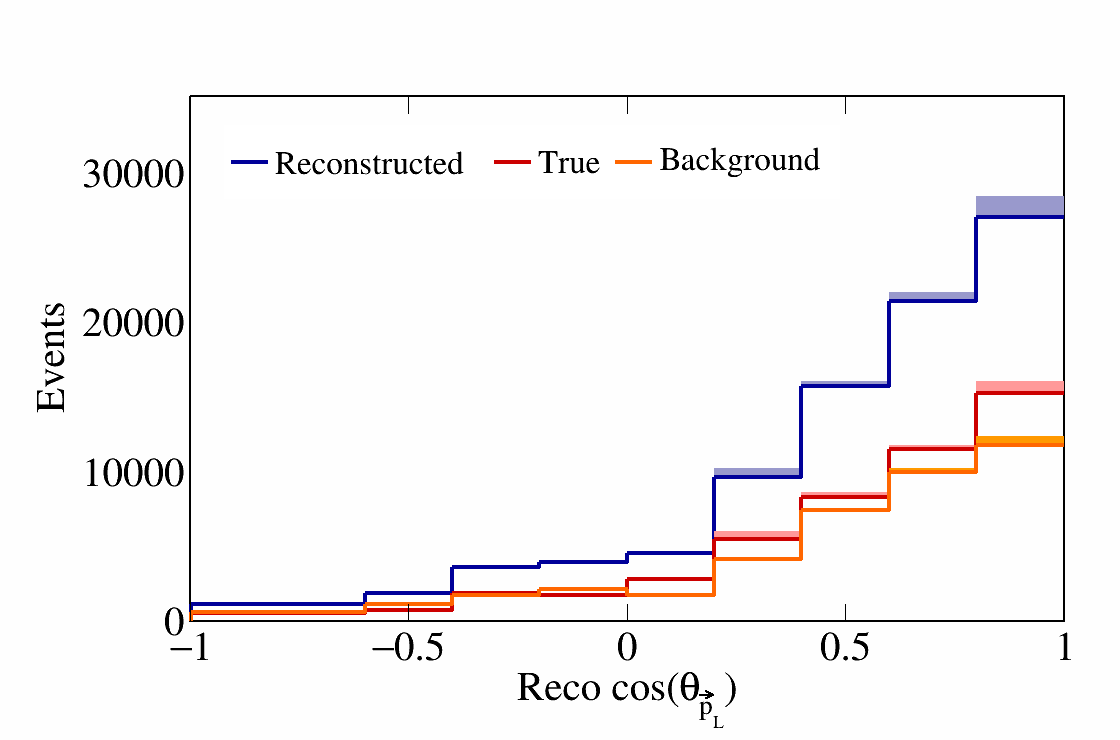 Reconstructed True Background
30000
20000
10000
0
Events
−1 −0.5 0 0.5 1
Reco cos(θ p⃗ L )